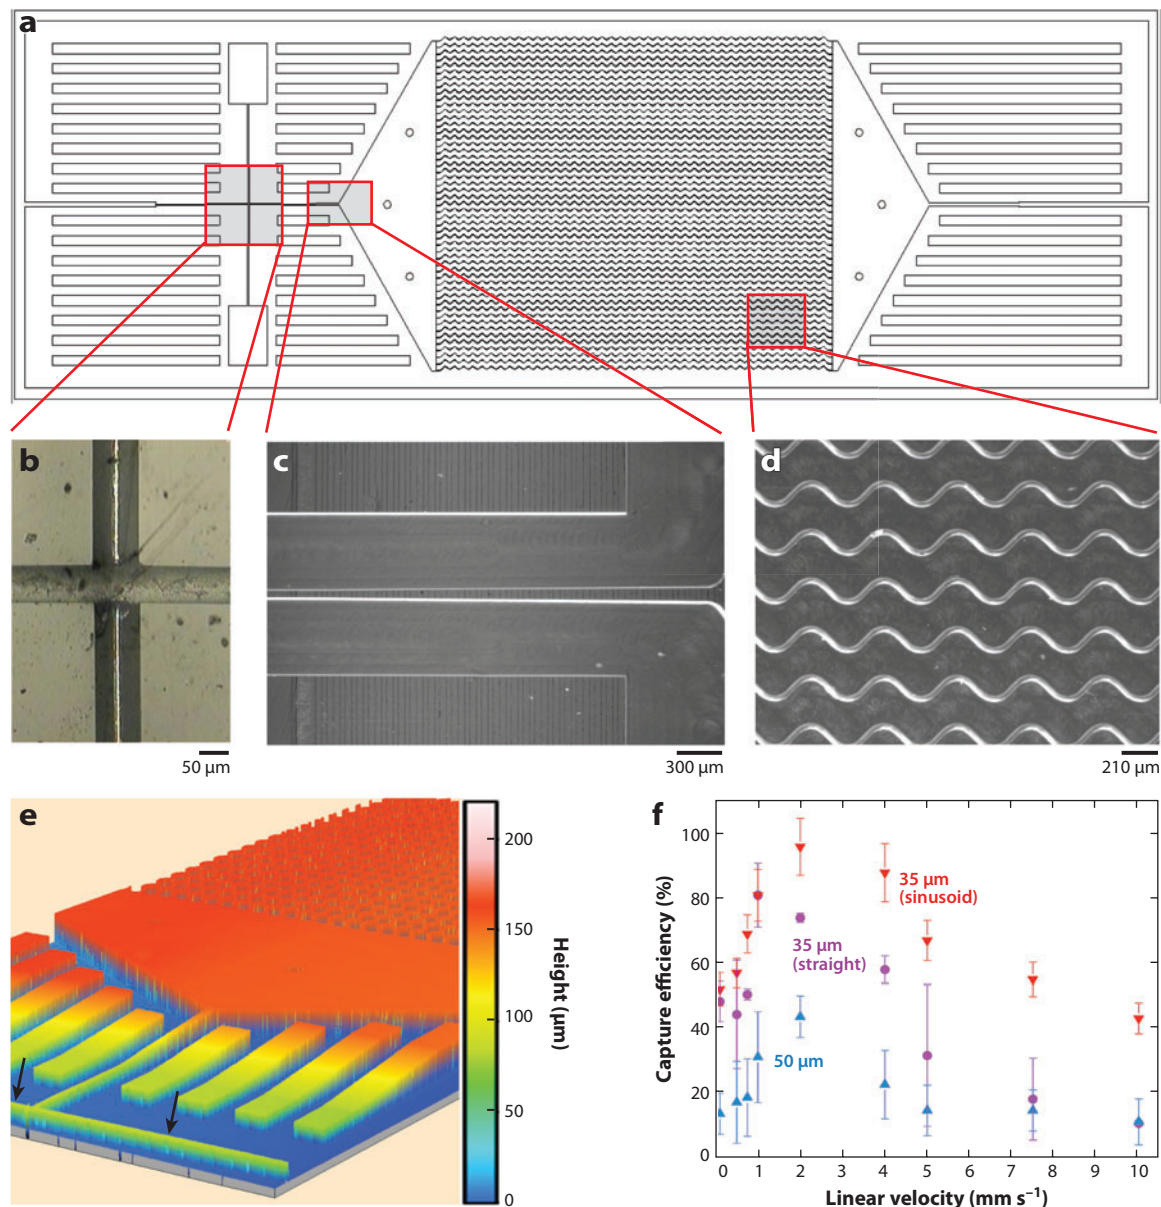 a
b
50 μm
c
300 μm
d
210 μm
e
200
150
100
50
0
Height (μm)
f
100
80
60
40
20
0
Capture efficiency (%)
35 μm
(sinusoid)
35 μm
(straight)
50 μm
0 1 2 3 4 5 6 7 8 9 10
Linear velocity (mm s⁻¹)